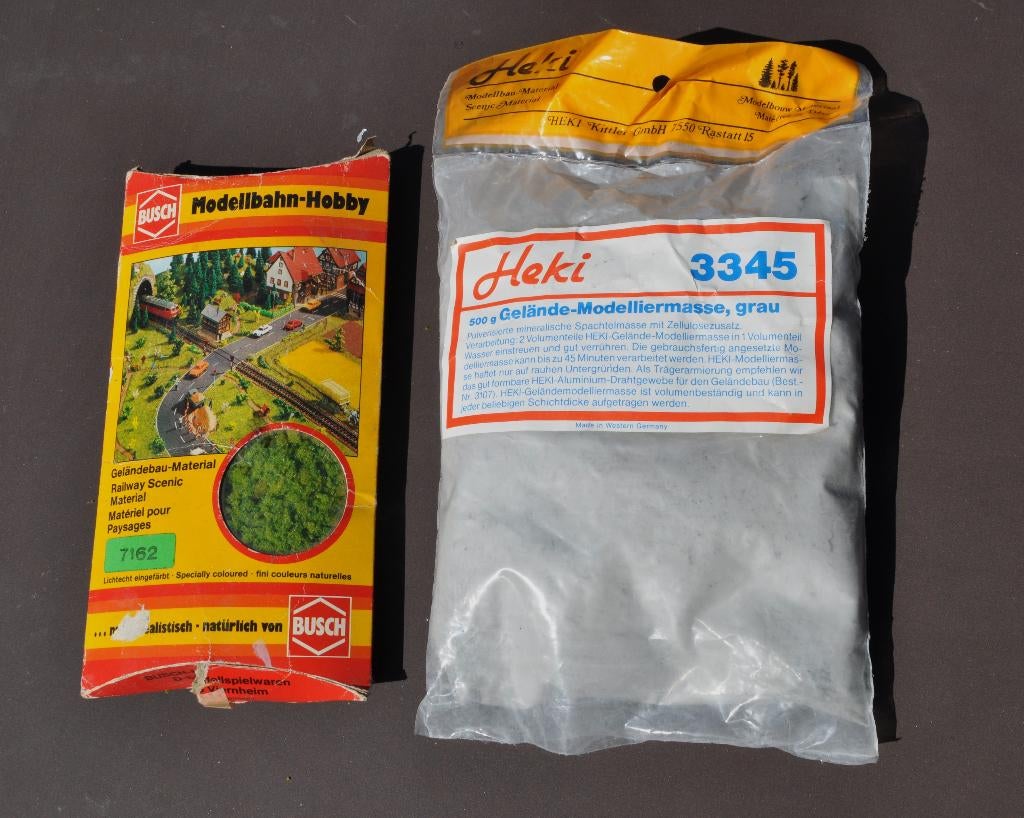 BUSCH
Modellbahn-Hobby
Geländebau-Material
Railway Scenic
Material
Matériel pour
Paysages
7162
Lichtecht eingefärbt · Specially coloured · fini couleurs naturelles
... alistisch · natürlich von
BUSCH
BUSCH
ellspielwaren
Viernheim
Heki
Modellbau-Material
Scenic Material
Modelbouw
HEKI-Kittler GmbH 7550 Rastatt 15
Heki
3345
500 g Gelände-Modelliermasse, grau
Pulverisierte mineralische Spachtelmasse mit Zellulosezusatz.
Verarbeitung: 2 Volumenteile HEKI-Gelände-Modelliermasse in 1 Volumenteil
Wasser einstreuen und gut verrühren. Die gebrauchsfertig angesetzte Mo-
delliermasse kann bis zu 45 Minuten verarbeitet werden. HEKI-Modelliermas-
se haftet nur auf rauhen Untergründen. Als Trägerarmierung empfehlen wir
das gut formbare HEKI-Aluminium-Drahtgewebe für den Geländebau (Best.-
Nr. 3107). HEKI-Geländemodelliermasse ist volumenbeständig und kann in
jeder beliebigen Schichtdicke aufgetragen werden.
Made in Western Germany